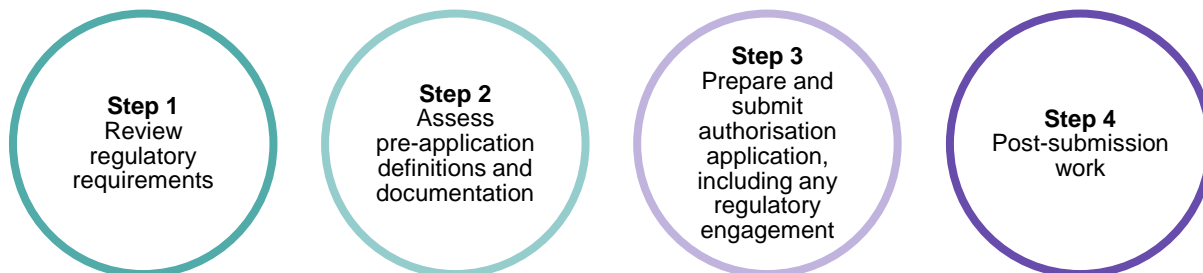 Step 1
Review
regulatory
requirements
Step 2
Assess
pre-application
definitions and
documentation
Step 3
Prepare and
submit
authorisation
application,
including any
regulatory
engagement
Step 4
Post-submission
work